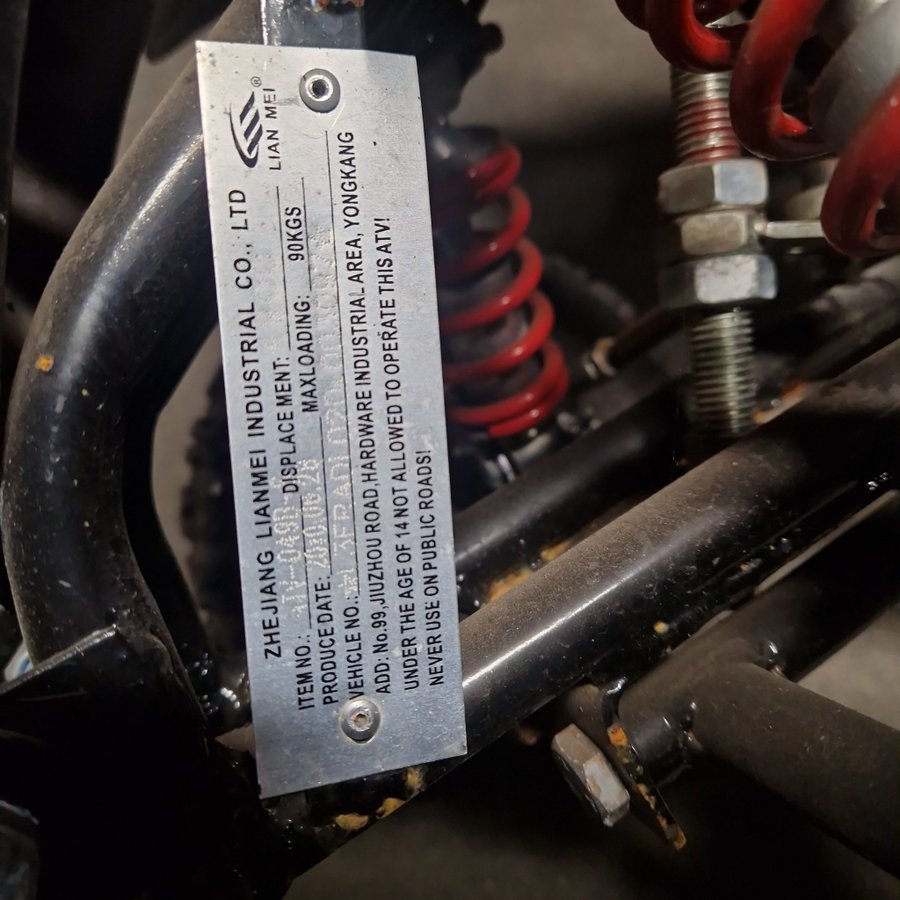 LIAN MEI ®
ZHEJIANG LIANMEI INDUSTRIAL CO., LTD
ITEM NO.: DISPLACE MENT:
PRODUCE DATE: MAXLOADING: 90KGS
VEHICLE NO.:
ADD: No.99,JIUZHOU ROAD,HARDWARE INDUSTRIAL AREA, YONGKANG
UNDER THE AGE OF 14 NOT ALLOWED TO OPERATE THIS ATV!
NEVER USE ON PUBLIC ROADS!